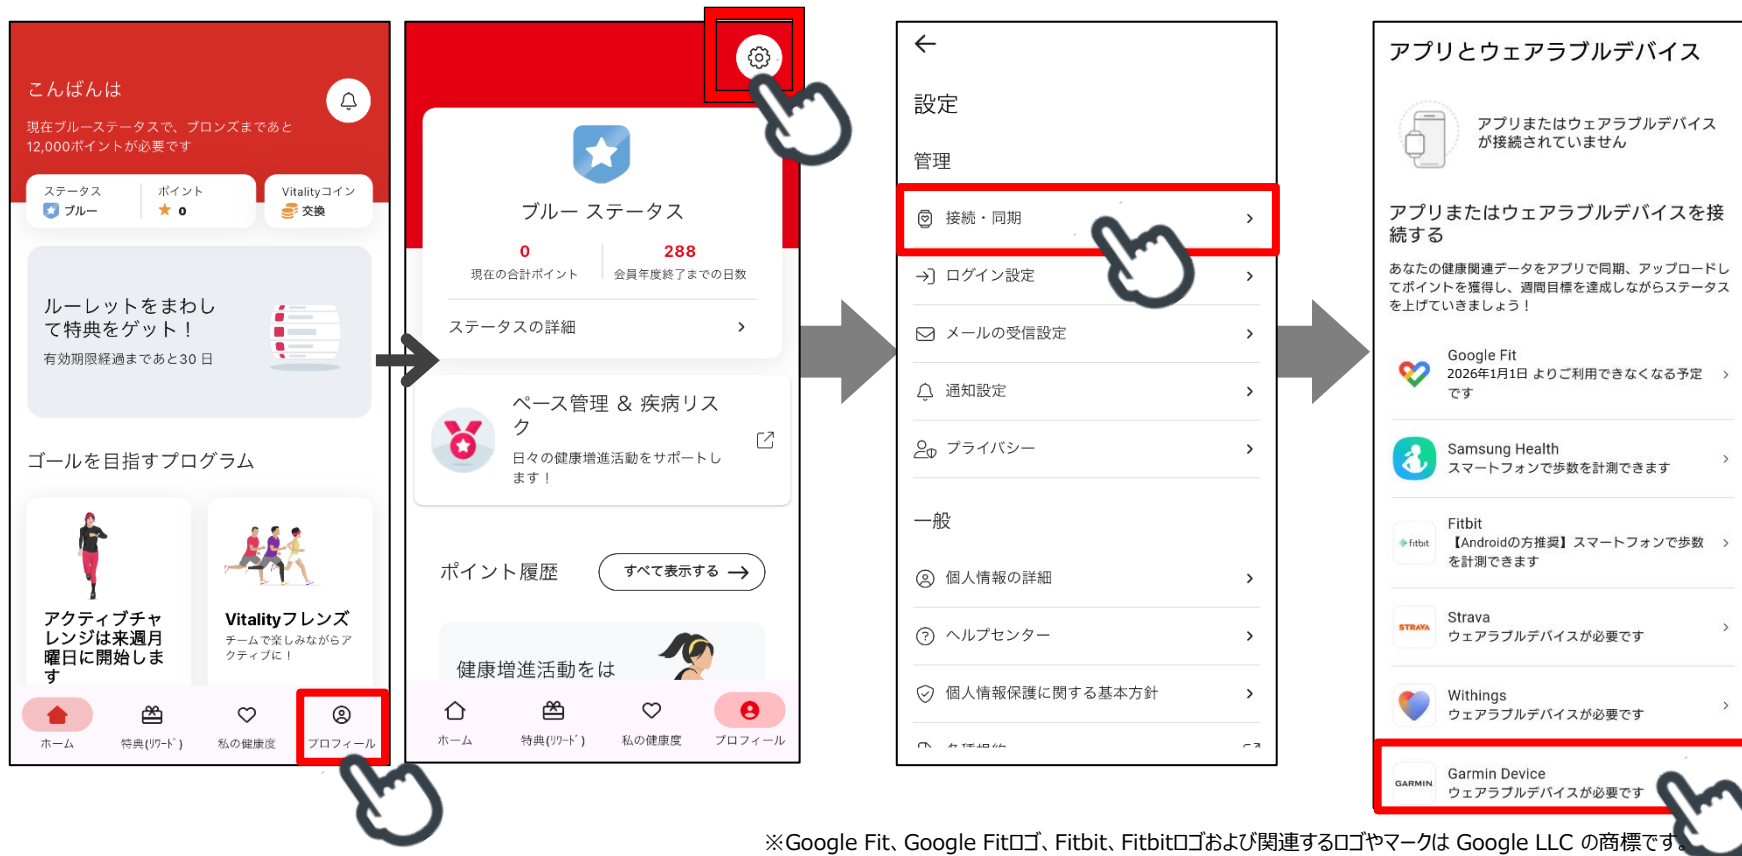 こんばんは
現在ブルーステータスで、ブロンズまであと
12,000ポイントが必要です
ステータス
ブルー
ポイント
0
Vitalityコイン
交換
ルーレットをまわし
て特典をゲット！
有効期限経過まであと30 日
ゴールを目指すプログラム
アクティブチャ
レンジは来週月
曜日に開始しま
す
Vitalityフレンズ
チームで楽しみながらア
クティブに！
ホーム
特典(ﾘﾜｰﾄﾞ)
私の健康度
プロフィール
ブルー ステータス
0
現在の合計ポイント
288
会員年度終了までの日数
ステータスの詳細
ペース管理 ＆ 疾病リス
ク
日々の健康増進活動をサポートし
ます！
ポイント履歴
すべて表示する
健康増進活動をは
ホーム
特典(ﾘﾜｰﾄﾞ)
私の健康度
プロフィール
設定
管理
接続・同期
ログイン設定
メールの受信設定
通知設定
プライバシー
一般
個人情報の詳細
ヘルプセンター
個人情報保護に関する基本方針
アプリとウェアラブルデバイス
アプリまたはウェアラブルデバイス
が接続されていません
アプリまたはウェアラブルデバイスを接
続する
あなたの健康関連データをアプリで同期、アップロードし
てポイントを獲得し、週間目標を達成しながらステータス
を上げていきましょう！
Google Fit
2026年1月1日 よりご利用できなくなる予定
です
Samsung Health
スマートフォンで歩数を計測できます
fitbit
Fitbit
【Androidの方推奨】スマートフォンで歩数
を計測できます
STRAVA
Strava
ウェアラブルデバイスが必要です
Withings
ウェアラブルデバイスが必要です
GARMIN
Garmin Device
ウェアラブルデバイスが必要です
※Google Fit、Google Fitロゴ、Fitbit、Fitbitロゴおよび関連するロゴやマークは Google LLC の商標です。